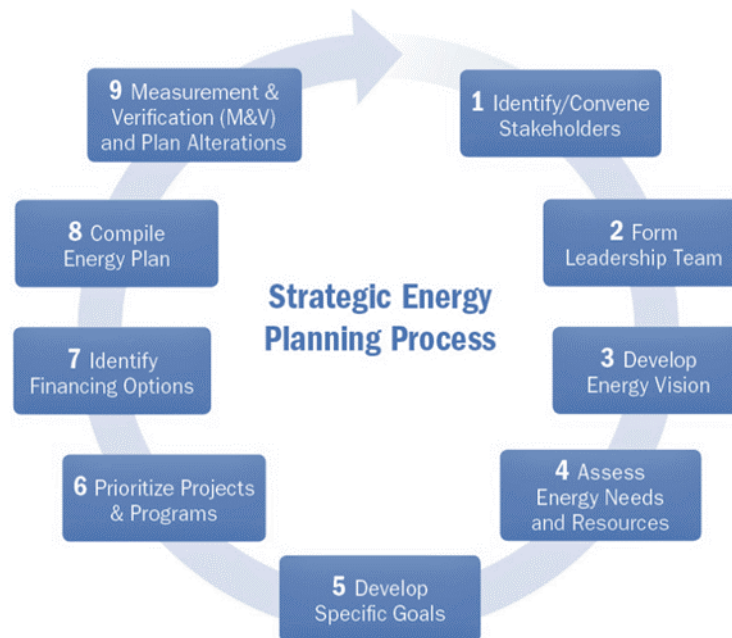 Strategic Energy
Planning Process
1 Identify/Convene
Stakeholders
2 Form
Leadership Team
3 Develop
Energy Vision
4 Assess
Energy Needs
and Resources
5 Develop
Specific Goals
6 Prioritize Projects
& Programs
7 Identify
Financing Options
8 Compile
Energy Plan
9 Measurement &
Verification (M&V)
and Plan Alterations